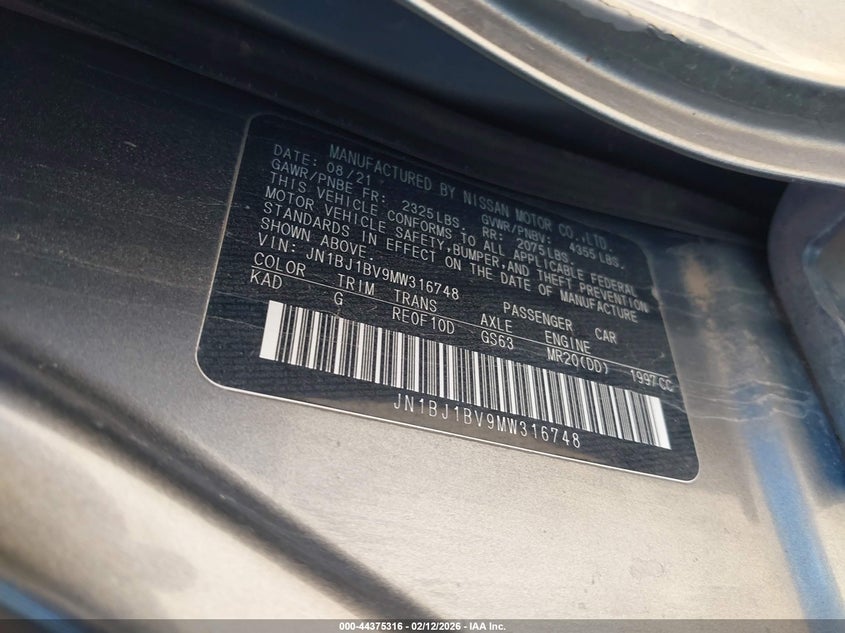 MANUFACTURED BY NISSAN MOTOR CO.,LTD.
DATE: 08/21 GVWR/PNBV: 4355LBS.
GAWR/PNBE FR: 2325LBS. RR: 2075LBS.
THIS VEHICLE CONFORMS TO ALL APPLICABLE FEDERAL
MOTOR VEHICLE SAFETY,BUMPER,AND THEFT PREVENTION
STANDARDS IN EFFECT ON THE DATE OF MANUFACTURE
SHOWN ABOVE.
VIN: JN1BJ1BV9MW316748 PASSENGER CAR
COLOR TRIM TRANS AXLE ENGINE
KAD G RE0F10D GS63 MR20(DD) 1997CC
JN1BJ1BV9MW316748
000-44375316 - 02/12/2026 - IAA Inc.